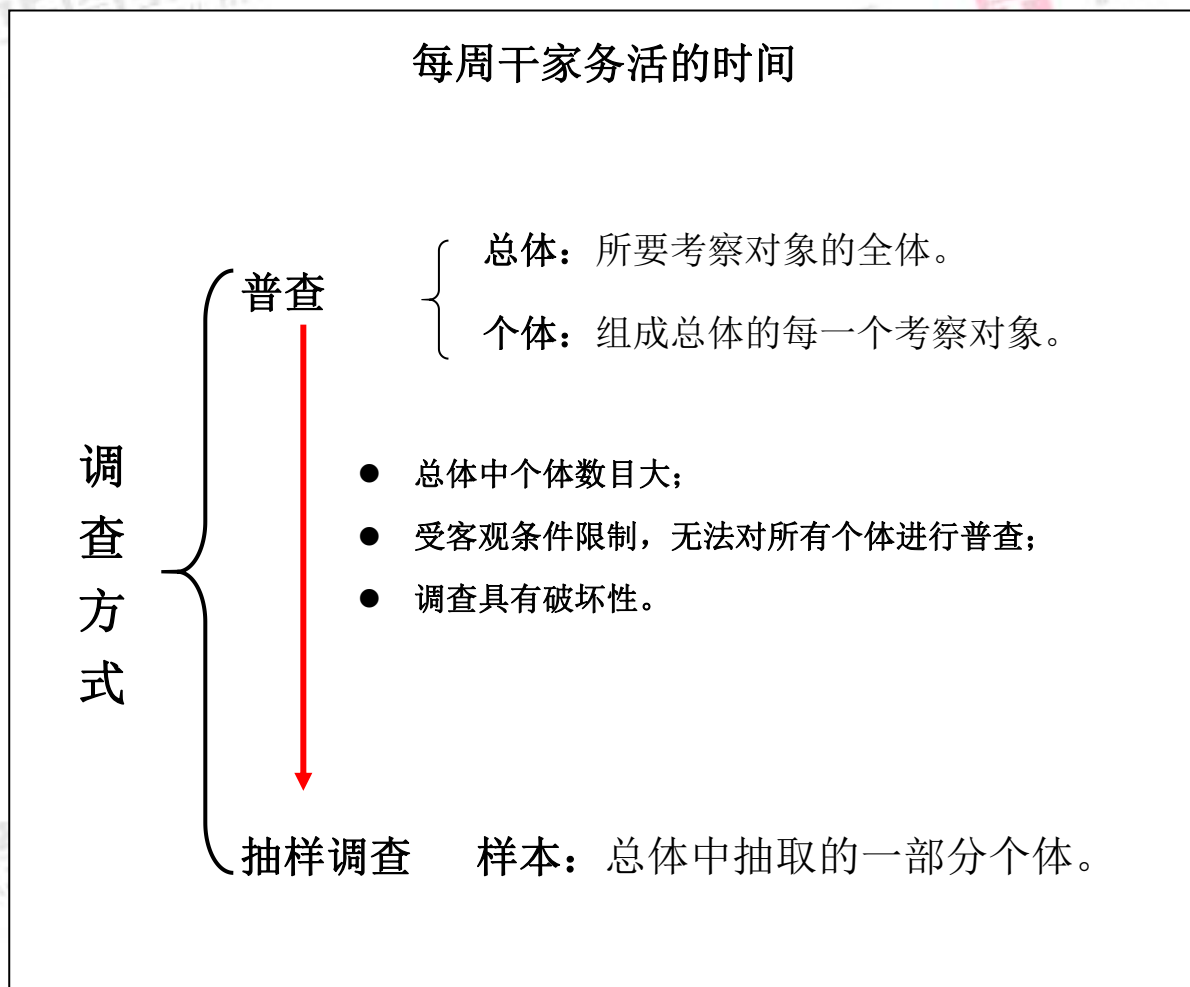 每周干家务活的时间
总体：所要考察对象的全体。
普查
个体：组成总体的每一个考察对象。
调查方式
● 总体中个体数目大；
● 受客观条件限制，无法对所有个体进行普查；
● 调查具有破坏性。
抽样调查 样本：总体中抽取的一部分个体。